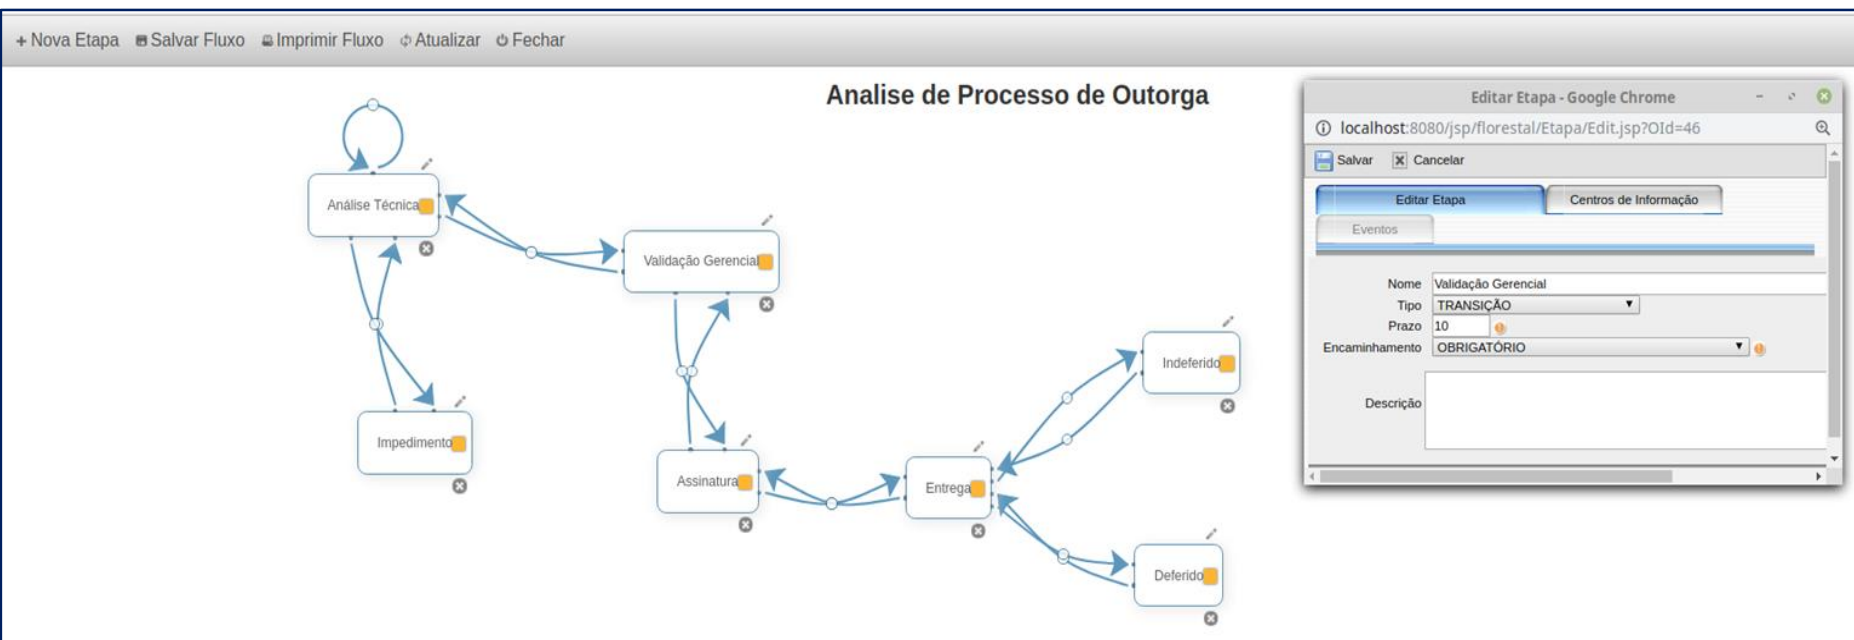 Nova Etapa Salvar Fluxo Imprimir Fluxo Atualizar Fechar
Analise de Processo de Outorga
Análise Técnica
Validação Gerencial
Impedimento
Assinatura
Entrega
Indeferido
Deferido
Editar Etapa - Google Chrome
localhost:8080/jsp/florestal/Etapa/Edit.jsp?OId=46
Salvar Cancelar
Editar Etapa Centros de Informação
Eventos
Nome Validação Gerencial
Tipo TRANSIÇÃO
Prazo 10
Encaminhamento OBRIGATÓRIO
Descrição